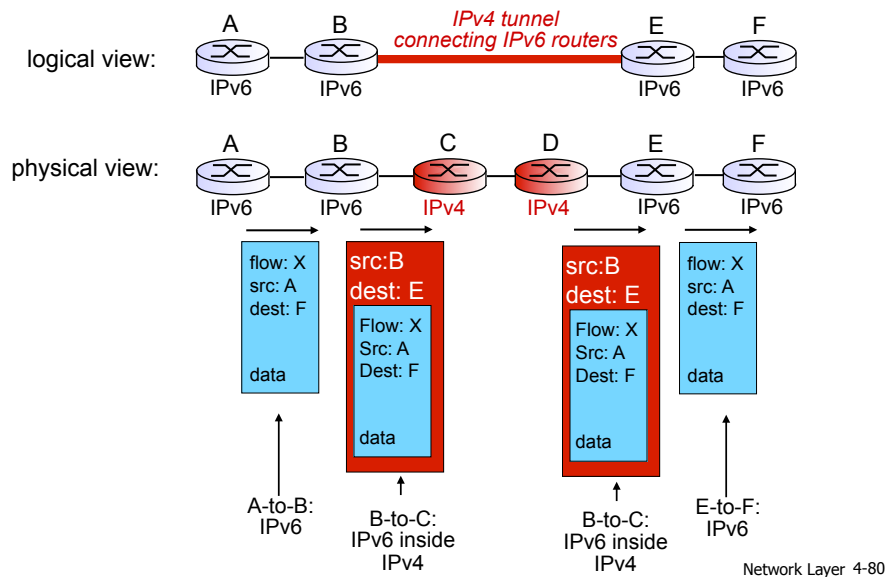 IPv4 tunnel
connecting IPv6 routers
A
B
E
F
logical view:
IPv6
IPv6
IPv6
IPv6
A
B
C
D
E
F
physical view:
IPv6
IPv6
IPv4
IPv4
IPv6
IPv6
flow: X
src: A
dest: F
data
src:B
dest: E
Flow: X
Src: A
Dest: F
data
src:B
dest: E
Flow: X
Src: A
Dest: F
data
flow: X
src: A
dest: F
data
A-to-B:
IPv6
B-to-C:
IPv6 inside
IPv4
B-to-C:
IPv6 inside
IPv4
E-to-F:
IPv6
Network Layer 4-80